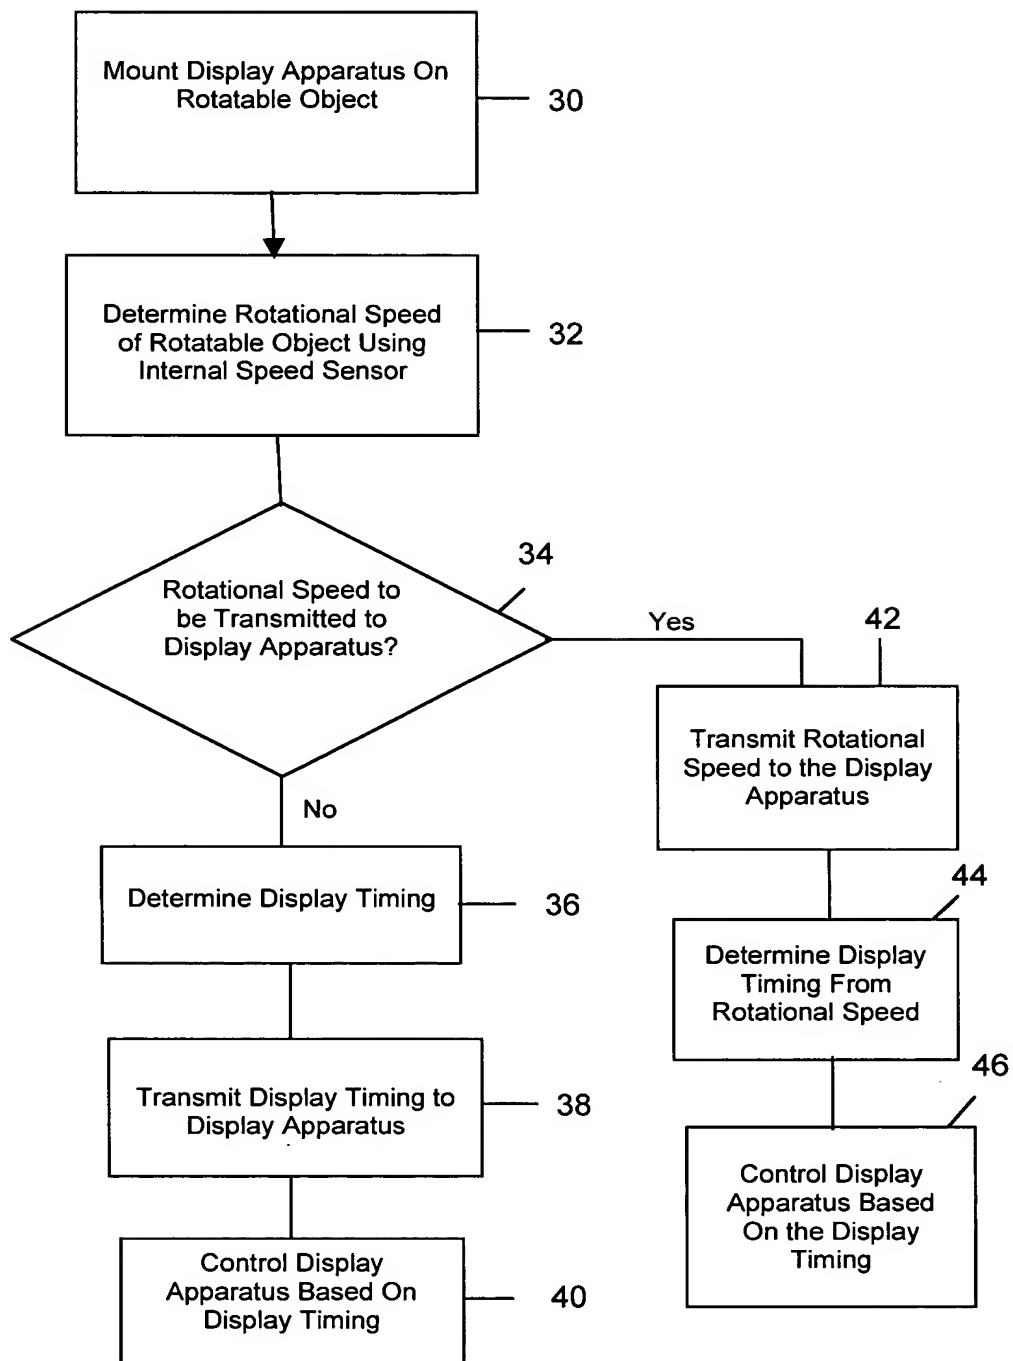 Mount Display Apparatus On
Rotatable Object
30
Determine Rotational Speed
of Rotatable Object Using
Internal Speed Sensor
32
34
Rotational Speed to
be Transmitted to
Display Apparatus?
Yes
42
Transmit Rotational
Speed to the Display
Apparatus
No
Determine Display Timing
36
44
Determine Display
Timing From
Rotational Speed
Transmit Display Timing to
Display Apparatus
38
46
Control Display
Apparatus Based
On the Display
Timing
Control Display
Apparatus Based On
Display Timing
40